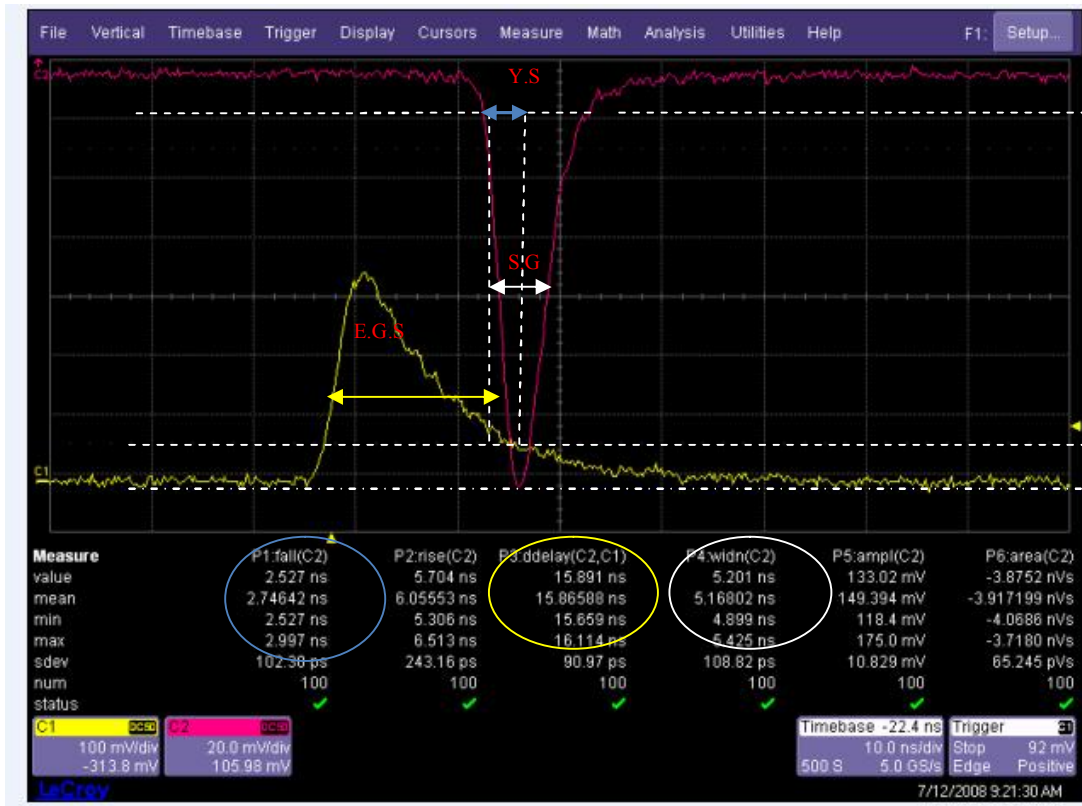 File Vertical Timebase Trigger Display Cursors Measure Math Analysis Utilities Help F1: Setup...
C2
Y.S
S.G
E.G.S
C1
Measure P1:fall(C2) P2:rise(C2) P3:ddelay(C2,C1) P4:widn(C2) P5:ampl(C2) P6:area(C2)
value 2.527 ns 5.704 ns 15.891 ns 5.201 ns 133.02 mV -3.8752 nVs
mean 2.74642 ns 6.05553 ns 15.86588 ns 5.16802 ns 149.394 mV -3.917199 nVs
min 2.527 ns 5.306 ns 15.659 ns 4.899 ns 118.4 mV -4.0686 nVs
max 2.997 ns 6.513 ns 16.114 ns 5.425 ns 175.0 mV -3.7180 nVs
sdev 102.30 ps 243.16 ps 90.97 ps 108.82 ps 10.829 mV 65.245 pVs
num 100 100 100 100 100 100
status
C1 DC50 C2 DC50 Timebase -22.4 ns Trigger C1
100 mV/div 20.0 mV/div 10.0 ns/div Stop 92 mV
-313.8 mV 105.98 mV 500 S 5.0 GS/s Edge Positive
LeCroy 7/12/2008 9:21:30 AM